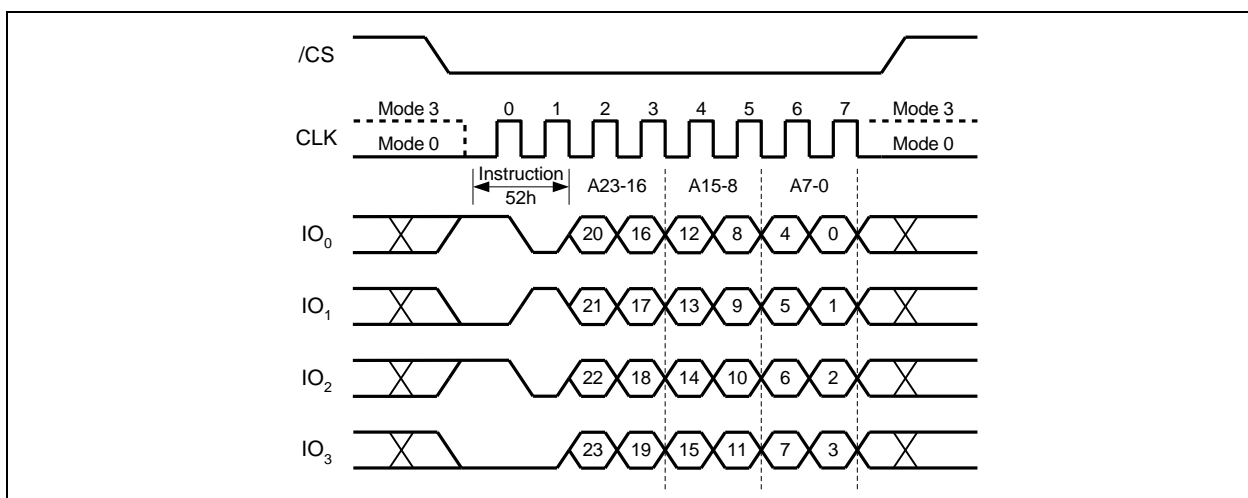 /CS
Mode 3 0 1 2 3 4 5 6 7 Mode 3
CLK Mode 0 Mode 0
Instruction
52h A23-16 A15-8 A7-0
IO0 20 16 12 8 4 0
IO1 21 17 13 9 5 1
IO2 22 18 14 10 6 2
IO3 23 19 15 11 7 3